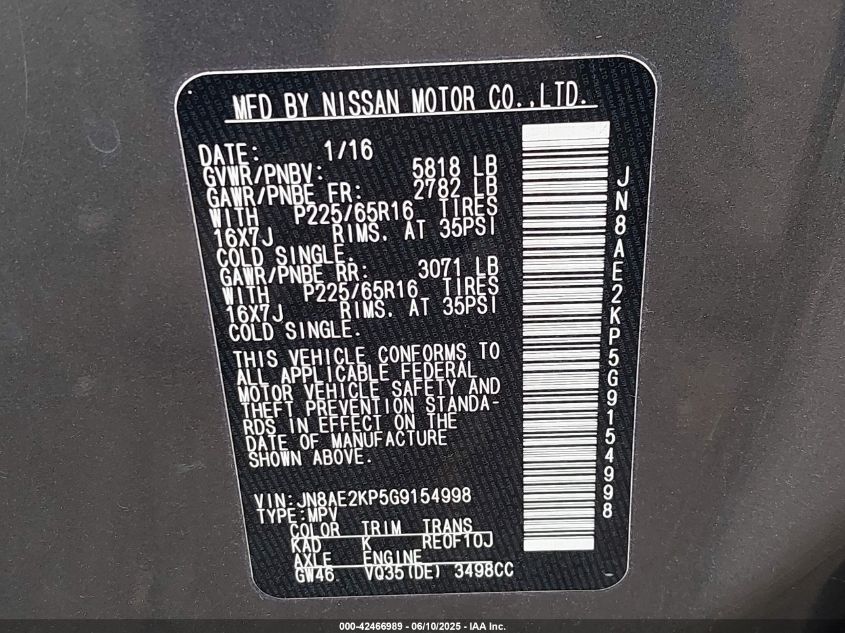 MFD BY NISSAN MOTOR CO.,LTD.
DATE: 1/16
GVWR/PNBV: 5818 LB
GAWR/PNBE FR: 2782 LB
WITH P225/65R16 TIRES
16X7J RIMS. AT 35PSI
COLD SINGLE.
GAWR/PNBE RR: 3071 LB
WITH P225/65R16 TIRES
16X7J RIMS. AT 35PSI
COLD SINGLE.
THIS VEHICLE CONFORMS TO
ALL APPLICABLE FEDERAL
MOTOR VEHICLE SAFETY AND
THEFT PREVENTION STANDA-
RDS IN EFFECT ON THE
DATE OF MANUFACTURE
SHOWN ABOVE.
VIN:JN8AE2KP5G9154998
TYPE:MPV
COLOR TRIM TRANS
KAD K RE0F10J
AXLE ENGINE
GW46 VQ35(DE) 3498CC
JN8AE2KP5G9154998
000-42466989 - 06/10/2025 - IAA Inc.